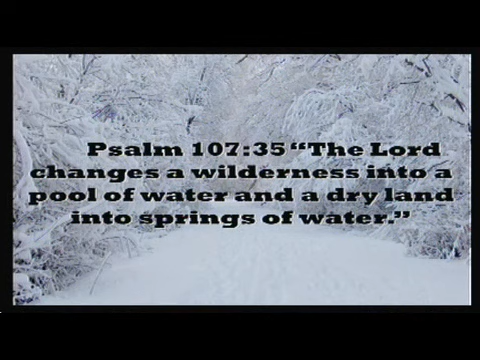 Psalm 107:35 “The Lord
changes a wilderness into a
pool of water and a dry land
into springs of water.”